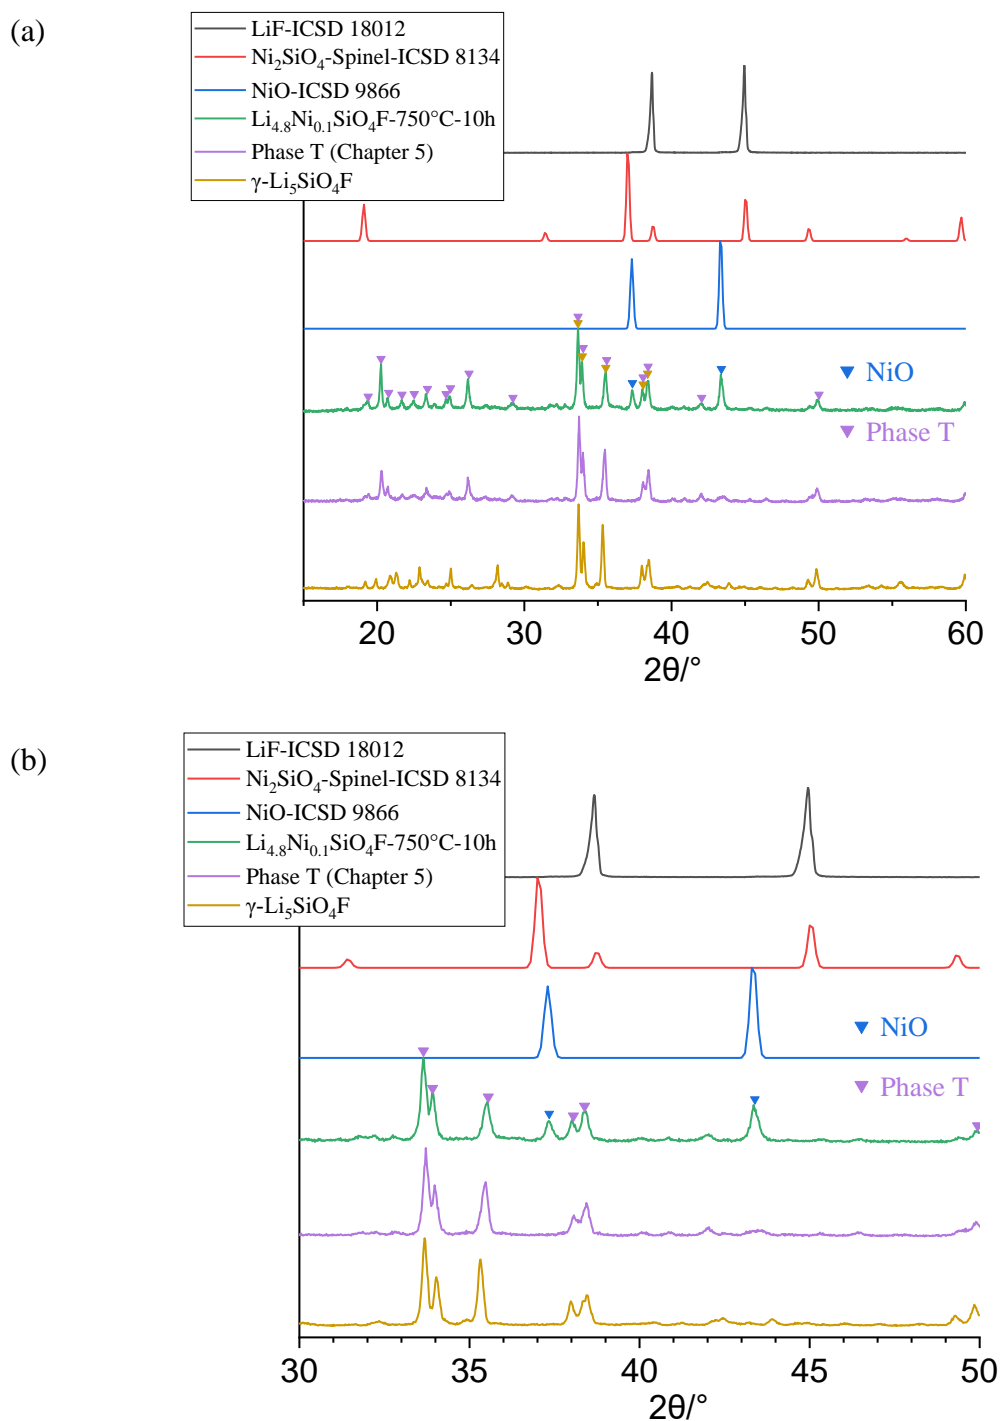 (a)
LiF-ICSD 18012
Ni₂SiO₄-Spinel-ICSD 8134
NiO-ICSD 9866
Li₄.₈Ni₀.₁SiO₄F-750°C-10h
Phase T (Chapter 5)
γ-Li₅SiO₄F
NiO
Phase T
20 30 40 50 60
2θ/°
(b)
LiF-ICSD 18012
Ni₂SiO₄-Spinel-ICSD 8134
NiO-ICSD 9866
Li₄.₈Ni₀.₁SiO₄F-750°C-10h
Phase T (Chapter 5)
γ-Li₅SiO₄F
NiO
Phase T
30 35 40 45 50
2θ/°